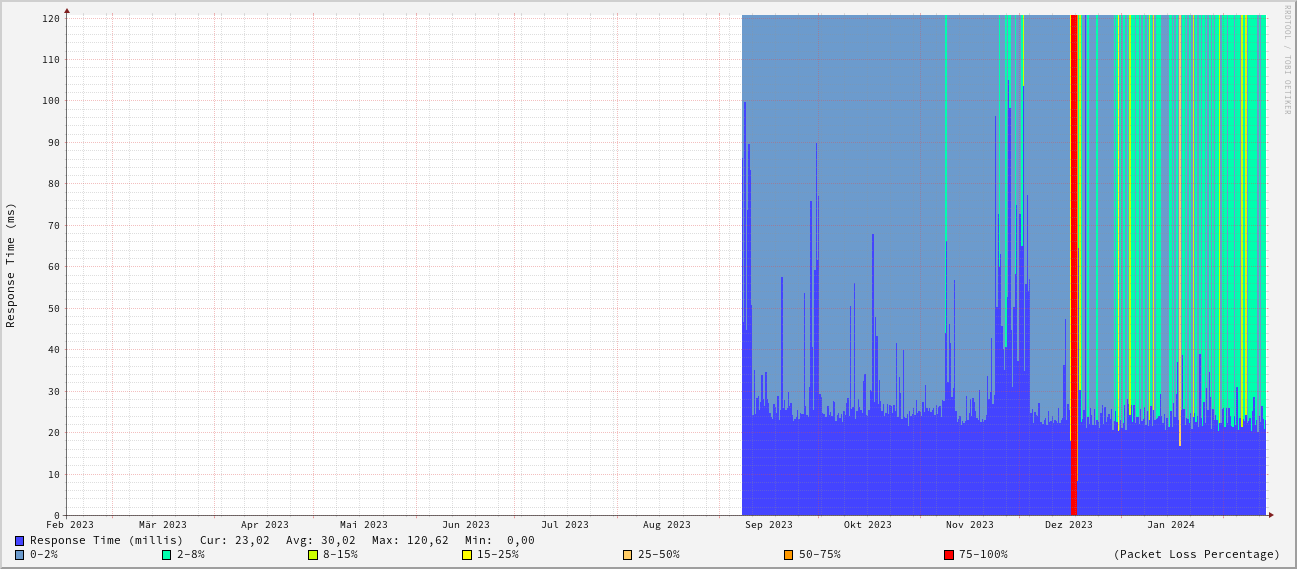 RRDTOOL / TOBI OETIKER
Response Time (ms)
120
110
100
90
80
70
60
50
40
30
20
10
0
Feb 2023 Mär 2023 Apr 2023 Mai 2023 Jun 2023 Jul 2023 Aug 2023 Sep 2023 Okt 2023 Nov 2023 Dez 2023 Jan 2024
Response Time (millis) Cur: 23,02 Avg: 30,02 Max: 120,62 Min: 0,00
0-2% 2-8% 8-15% 15-25% 25-50% 50-75% 75-100% (Packet Loss Percentage)